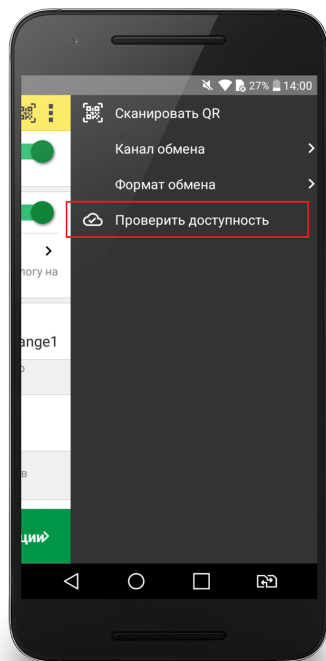 27% 14:00
Сканировать QR
Канал обмена
Формат обмена
Проверить доступность
логу на
ange1
в
ции